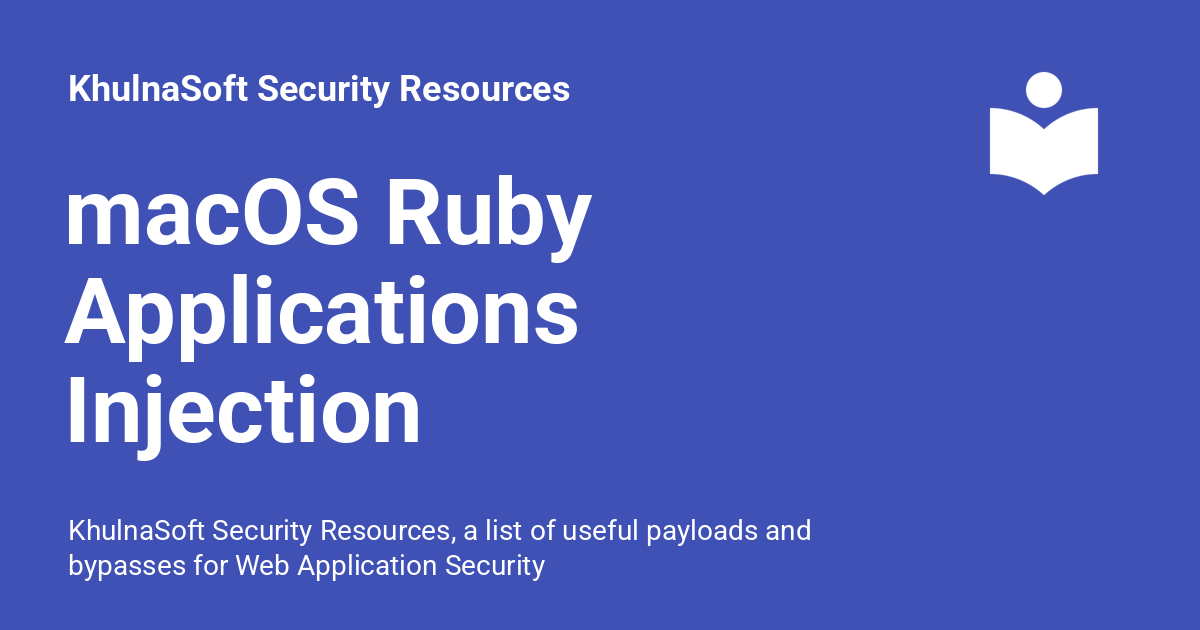 KhulnaSoft Security Resources
macOS Ruby
Applications
Injection
KhulnaSoft Security Resources, a list of useful payloads and
bypasses for Web Application Security